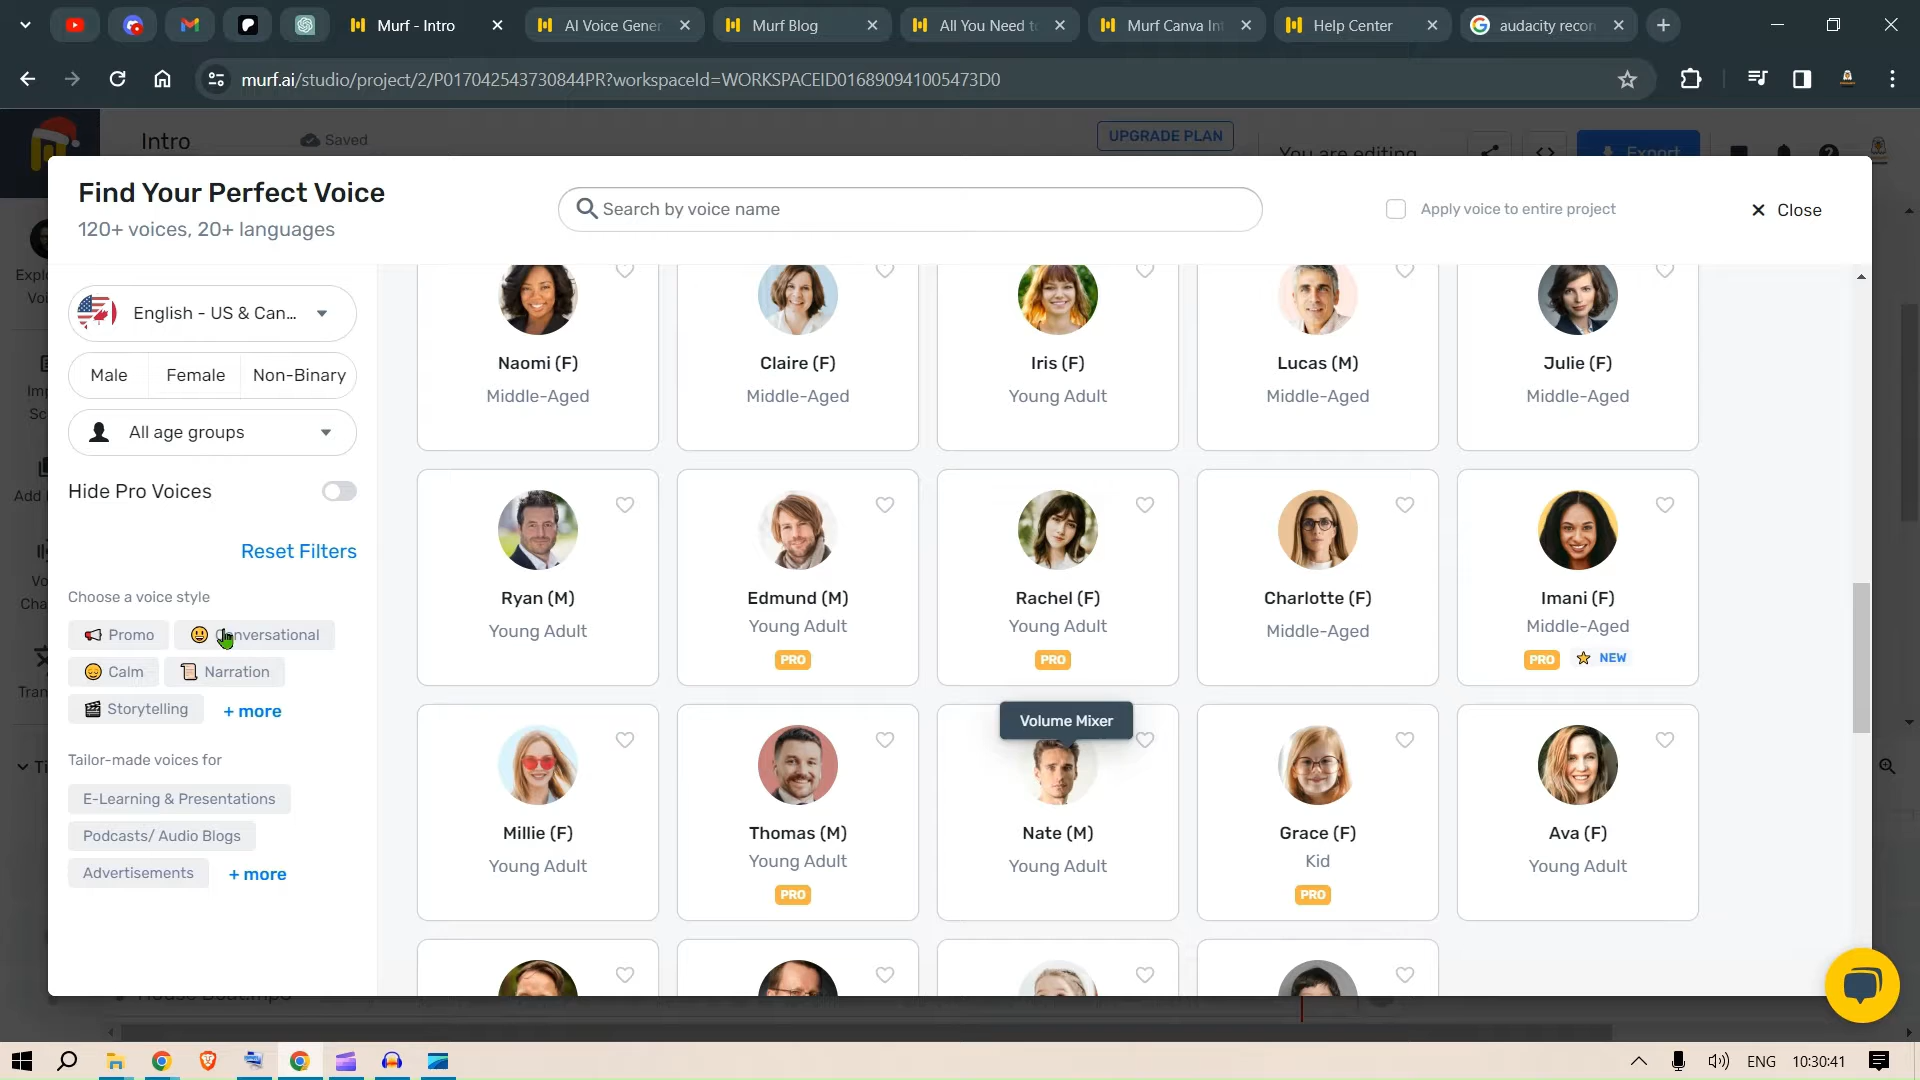 Murf - Intro
AI Voice Gener
Murf Blog
All You Need to
Murf Canva Int
Help Center
audacity recor
murf.ai/studio/project/2/P017042543730844PR?workspaceId=WORKSPACEID016890941005473D0
Intro
Saved
UPGRADE PLAN
You are editing
Export
Find Your Perfect Voice
120+ voices, 20+ languages
Search by voice name
Apply voice to entire project
Close
English - US & Can...
Male
Female
Non-Binary
All age groups
Hide Pro Voices
Reset Filters
Choose a voice style
Promo
Conversational
Calm
Narration
Storytelling
+ more
Tailor-made voices for
E-Learning & Presentations
Podcasts/ Audio Blogs
Advertisements
+ more
Naomi (F)
Middle-Aged
Claire (F)
Middle-Aged
Iris (F)
Young Adult
Lucas (M)
Middle-Aged
Julie (F)
Middle-Aged
Ryan (M)
Young Adult
Edmund (M)
Young Adult
PRO
Rachel (F)
Young Adult
PRO
Charlotte (F)
Middle-Aged
Imani (F)
Middle-Aged
PRO
NEW
Volume Mixer
Millie (F)
Young Adult
Thomas (M)
Young Adult
PRO
Nate (M)
Young Adult
Grace (F)
Kid
PRO
Ava (F)
Young Adult
ENG
10:30:41